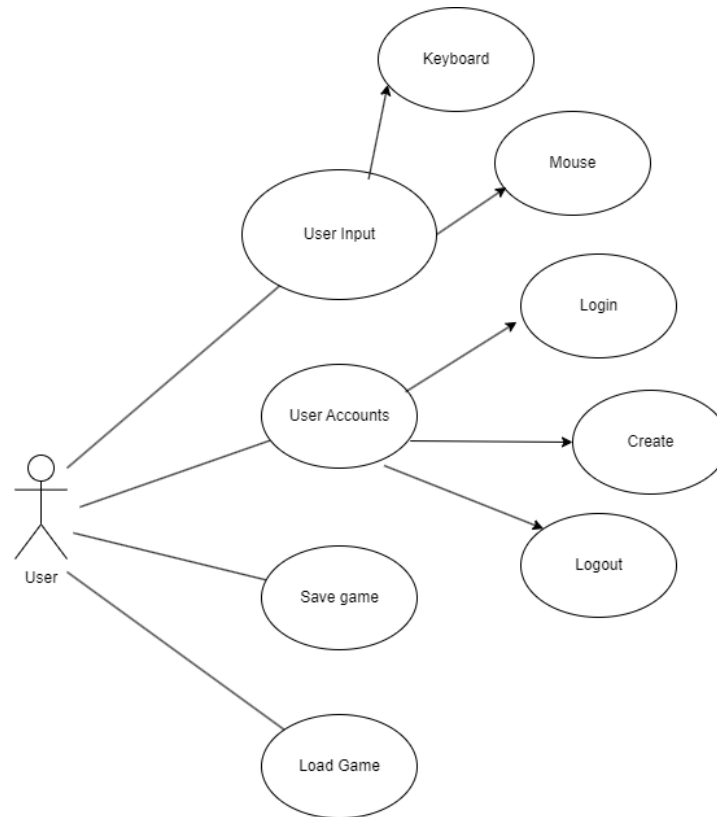 Keyboard
Mouse
User Input
Login
User Accounts
Create
Logout
User
Save game
Load Game